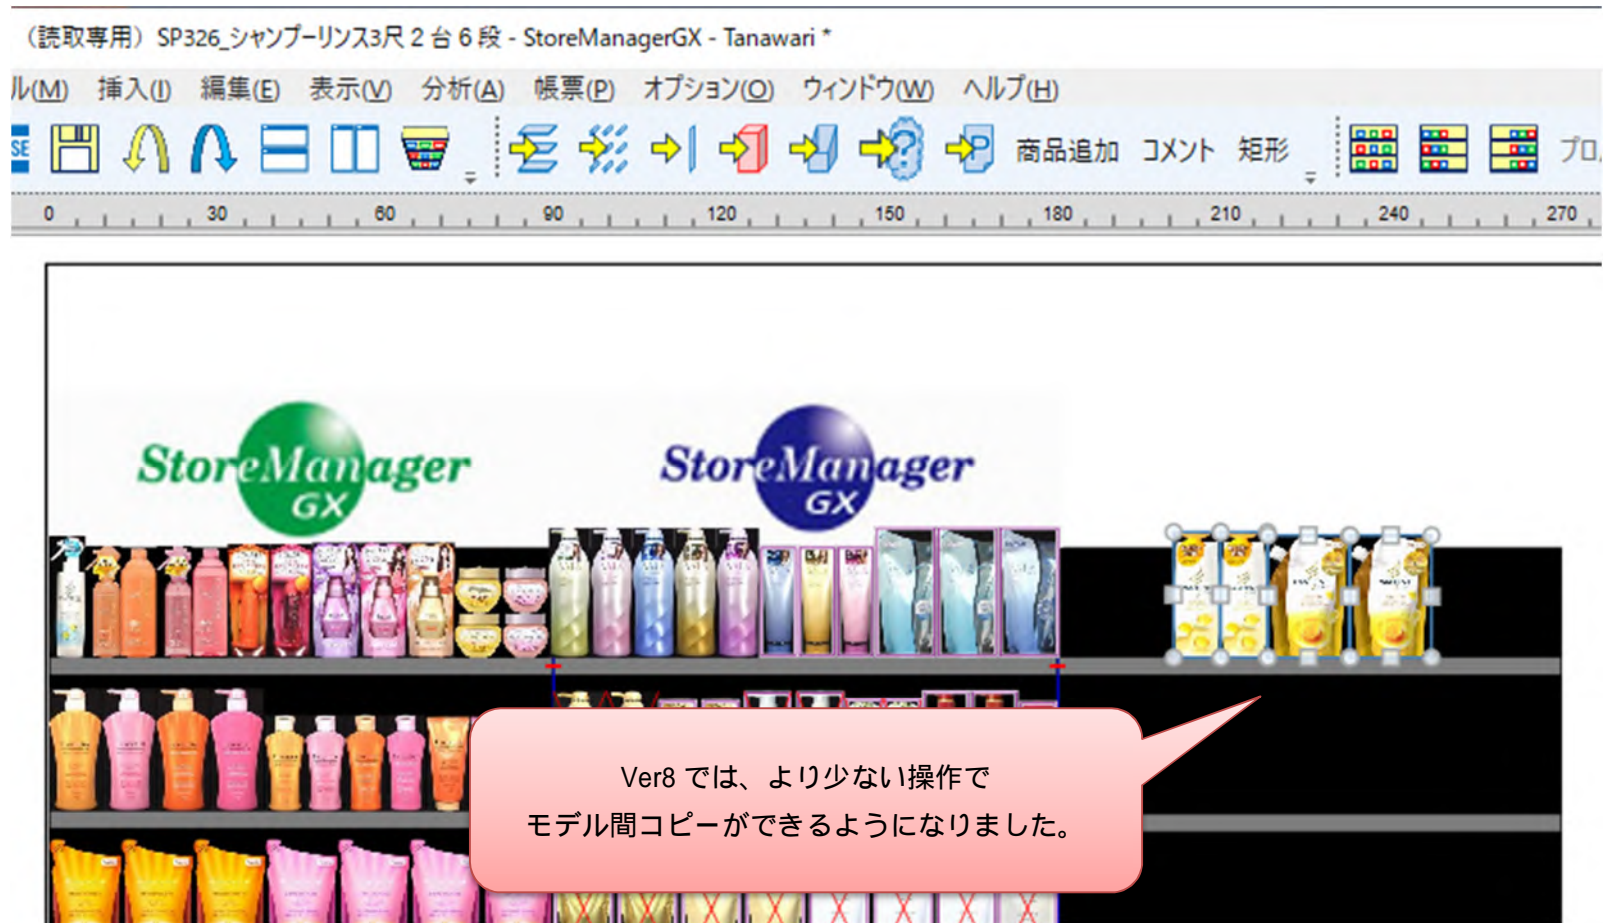 （読取専用）SP326_シャンプーリンス3尺２台６段 - StoreManagerGX - Tanawari *
ル(M) 挿入(I) 編集(E) 表示(V) 分析(A) 帳票(P) オプション(O) ウィンドウ(W) ヘルプ(H)
SE P 商品追加 コメント 矩形 プロ
0 30 60 90 120 150 180 210 240 270
StoreManager GX
StoreManager GX
Ver8 では、より少ない操作で
モデル間コピーができるようになりました。